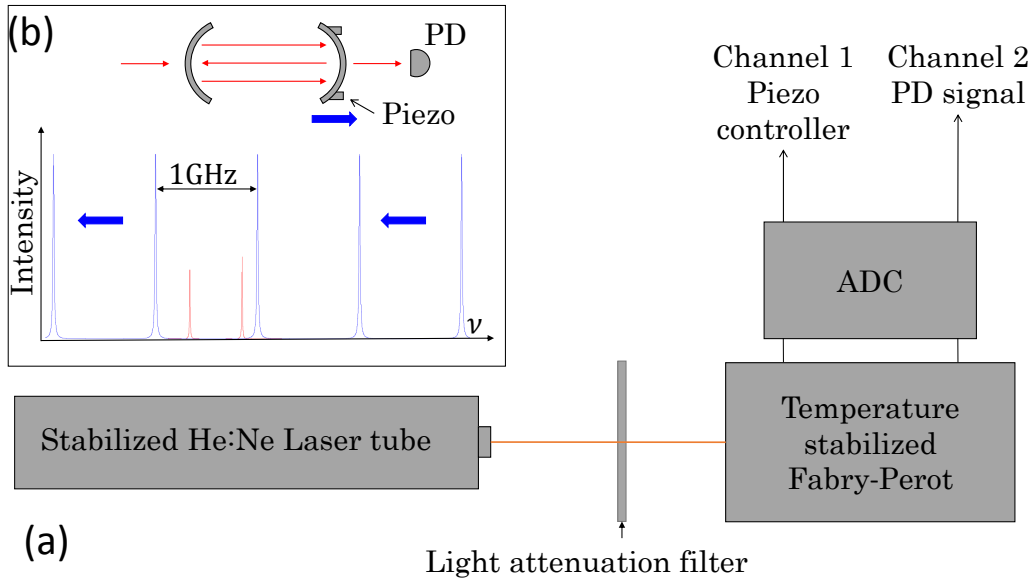 (b)
PD
Piezo
1GHz
Intensity
ν
Channel 1
Piezo
controller
Channel 2
PD signal
ADC
Stabilized He:Ne Laser tube
Temperature
stabilized
Fabry-Perot
(a)
Light attenuation filter